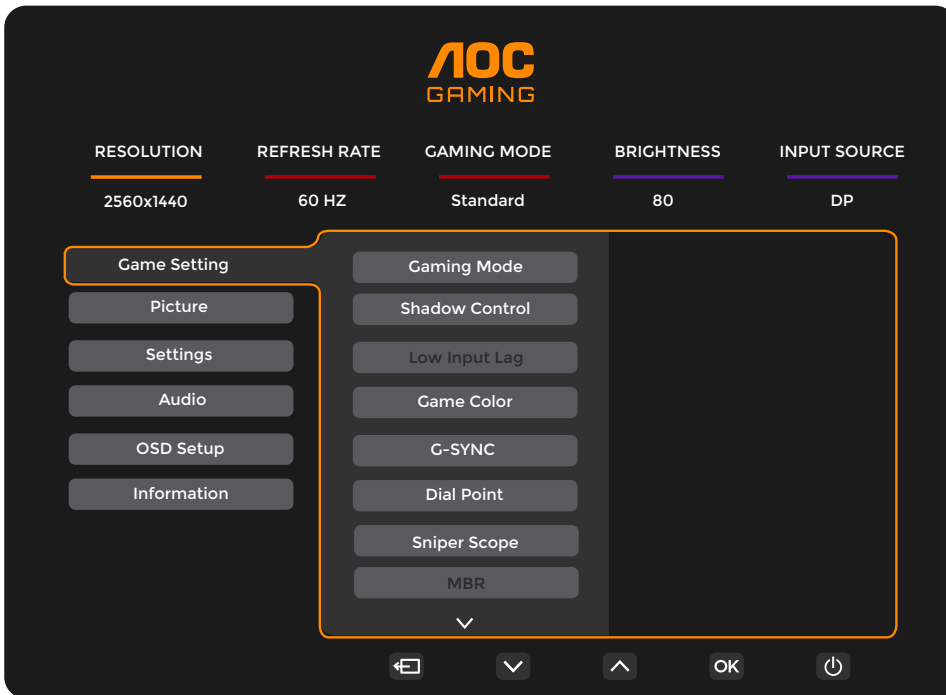 AOC
GAMING
RESOLUTION REFRESH RATE GAMING MODE BRIGHTNESS INPUT SOURCE
2560x1440 60 HZ Standard 80 DP
Game Setting
Picture
Settings
Audio
OSD Setup
Information
Gaming Mode
Shadow Control
Low Input Lag
Game Color
G-SYNC
Dial Point
Sniper Scope
MBR
OK